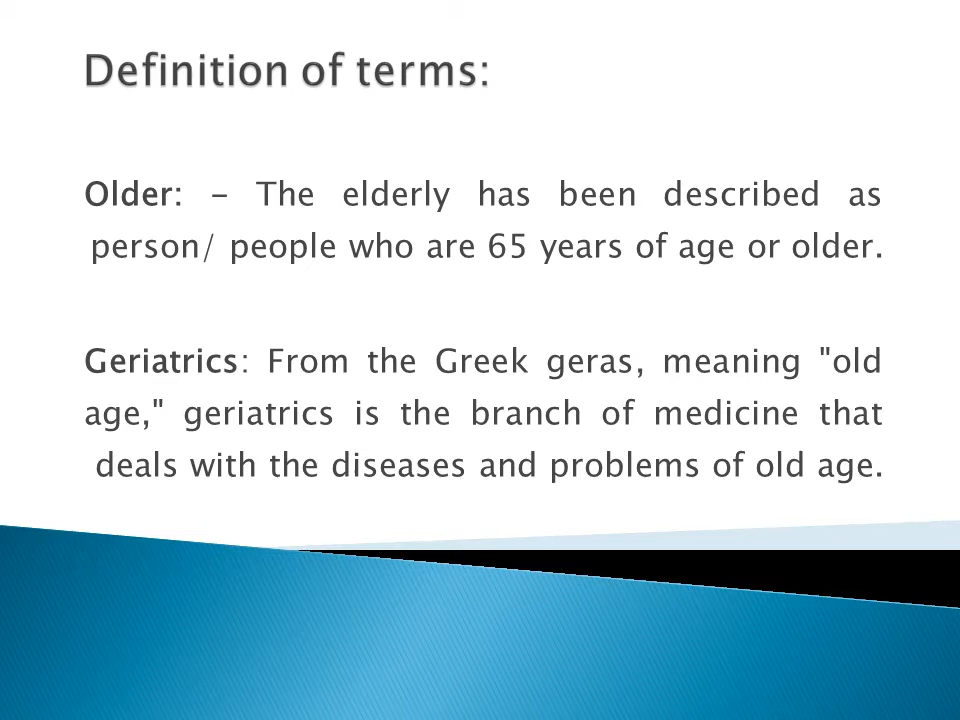 Definition of terms:
Older: - The elderly has been described as
person/ people who are 65 years of age or older.
Geriatrics: From the Greek geras, meaning "old
age," geriatrics is the branch of medicine that
deals with the diseases and problems of old age.